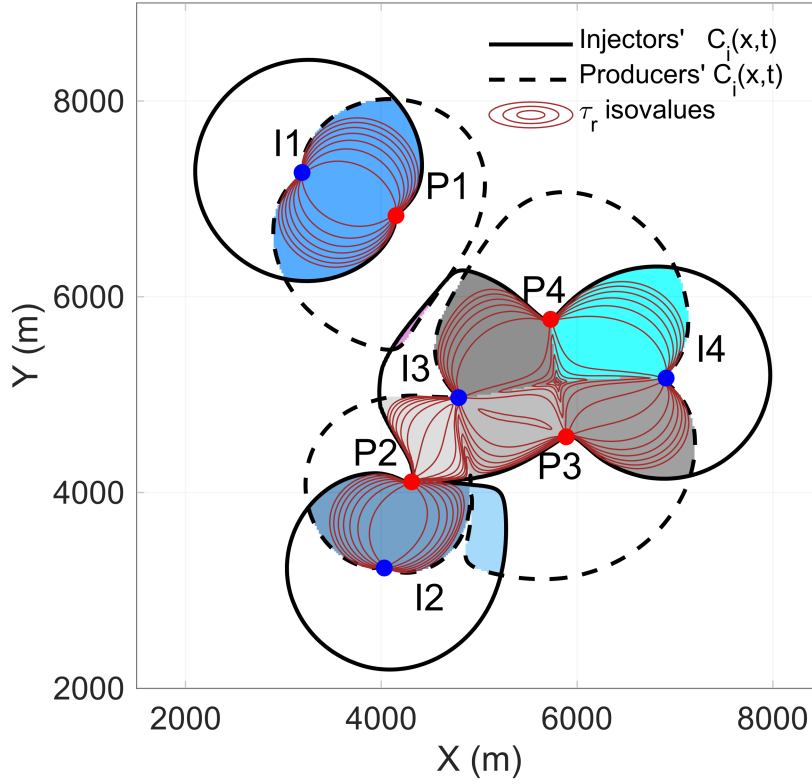 Injectors' C_i(x,t)
Producers' C_i(x,t)
τ_r isovalues
8000
I1
P1
6000
P4
I4
I3
P2
P3
4000
I2
2000
2000 4000 6000 8000
X (m)
Y (m)